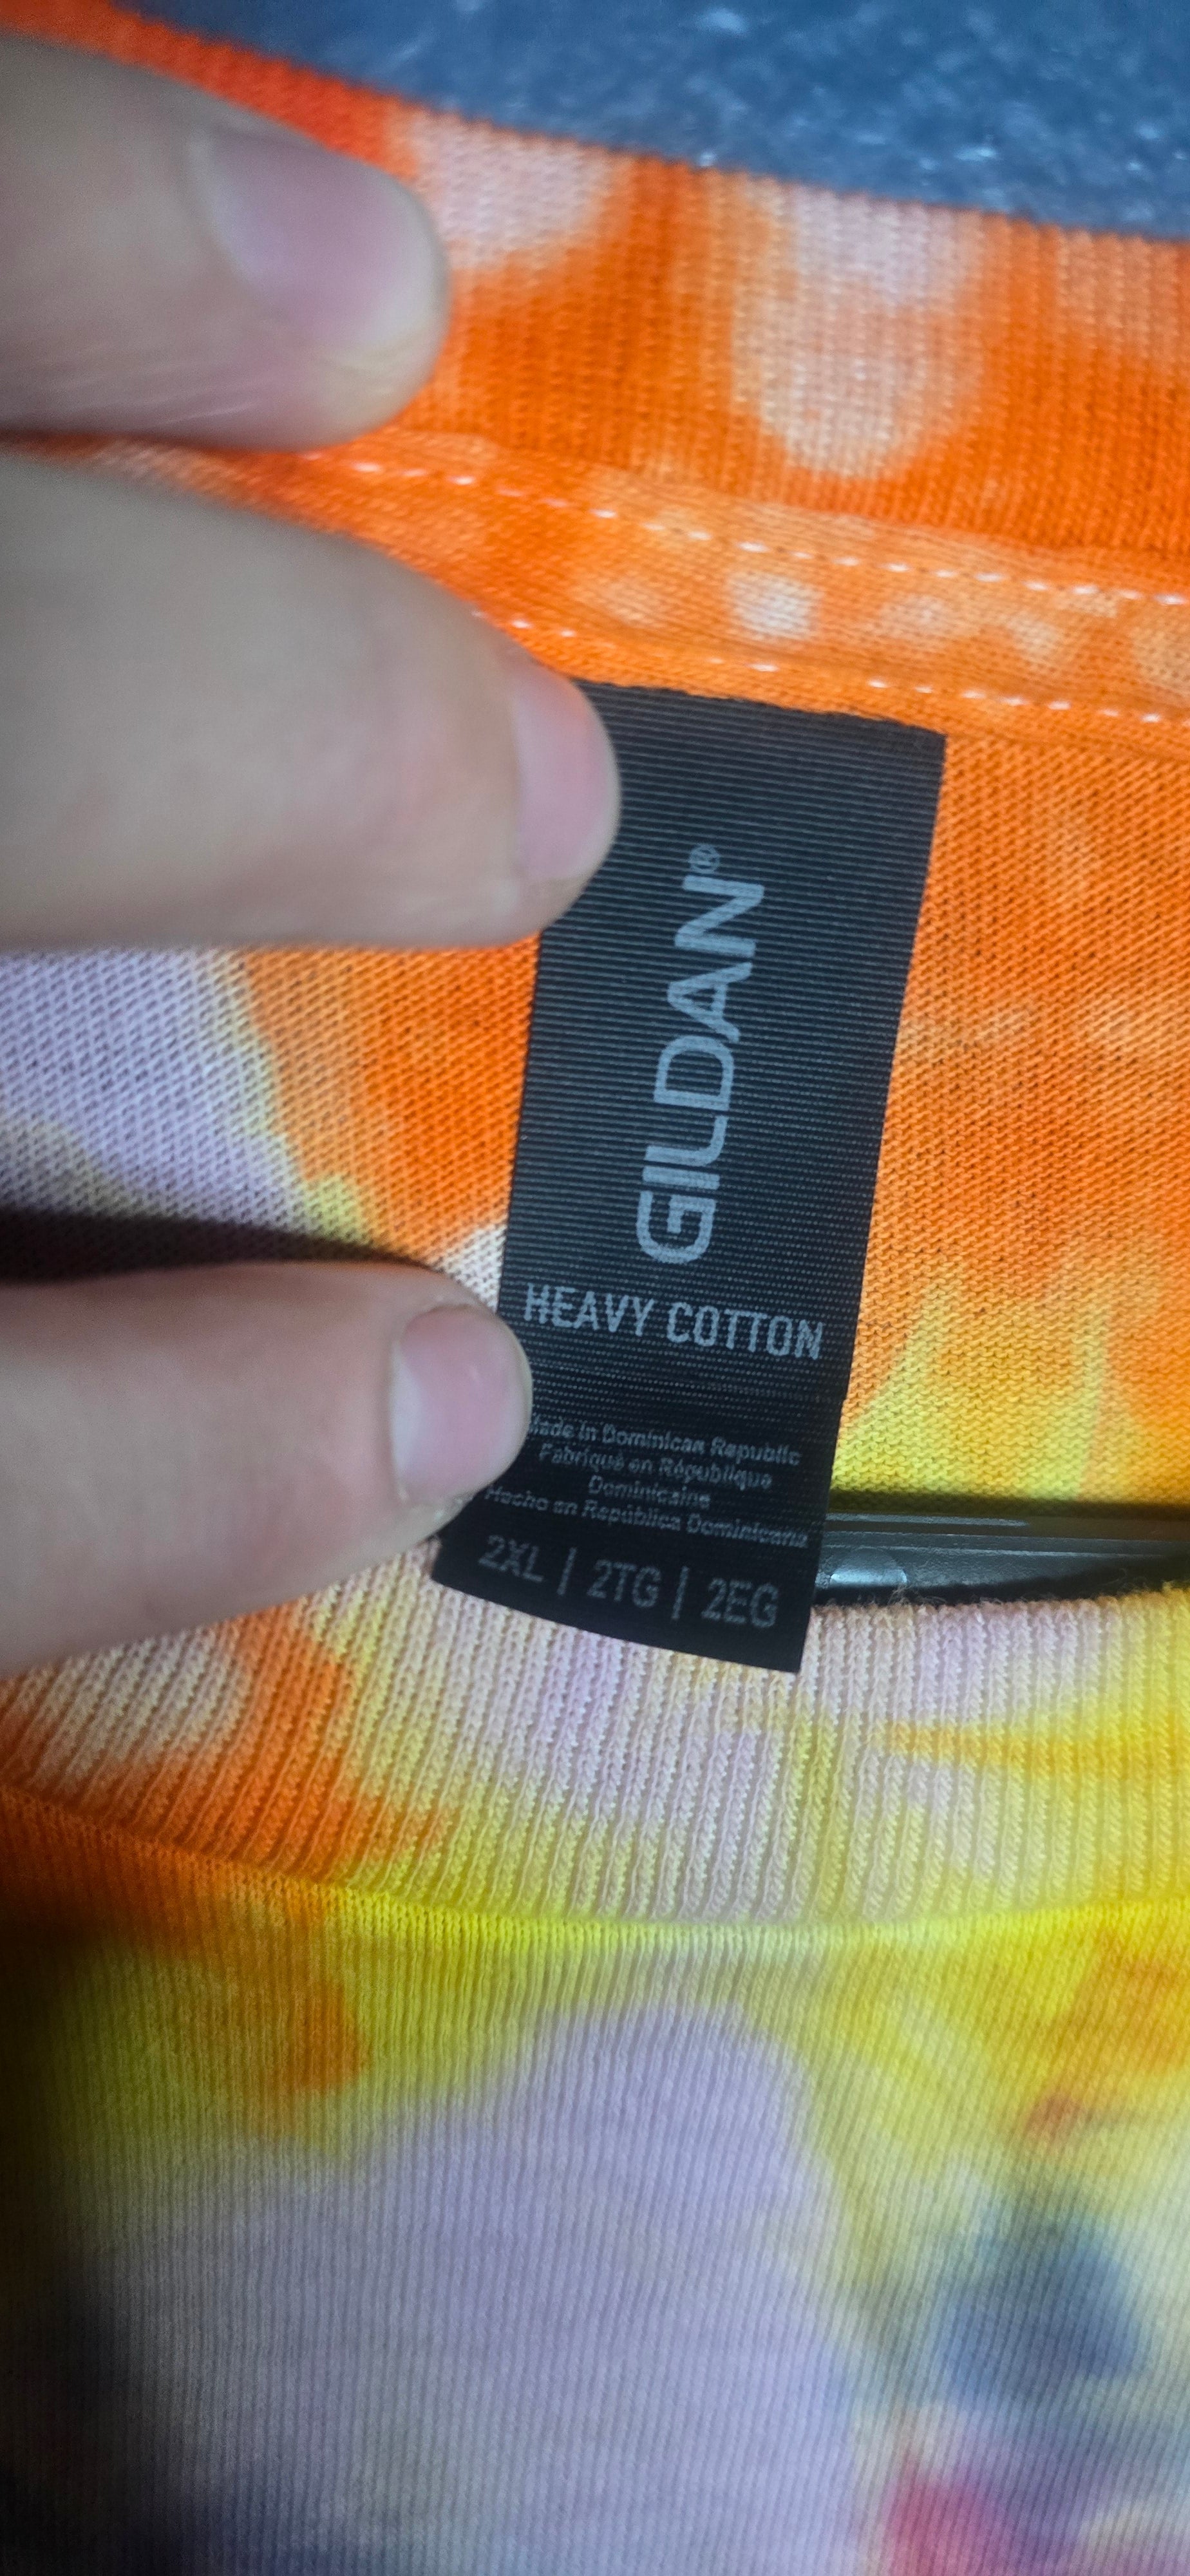 GILDAN®
HEAVY COTTON
Made in Dominican Republic
Fabriqué en République
Dominicaine
Hecho en República Dominicana
2XL | 2TG | 2EG